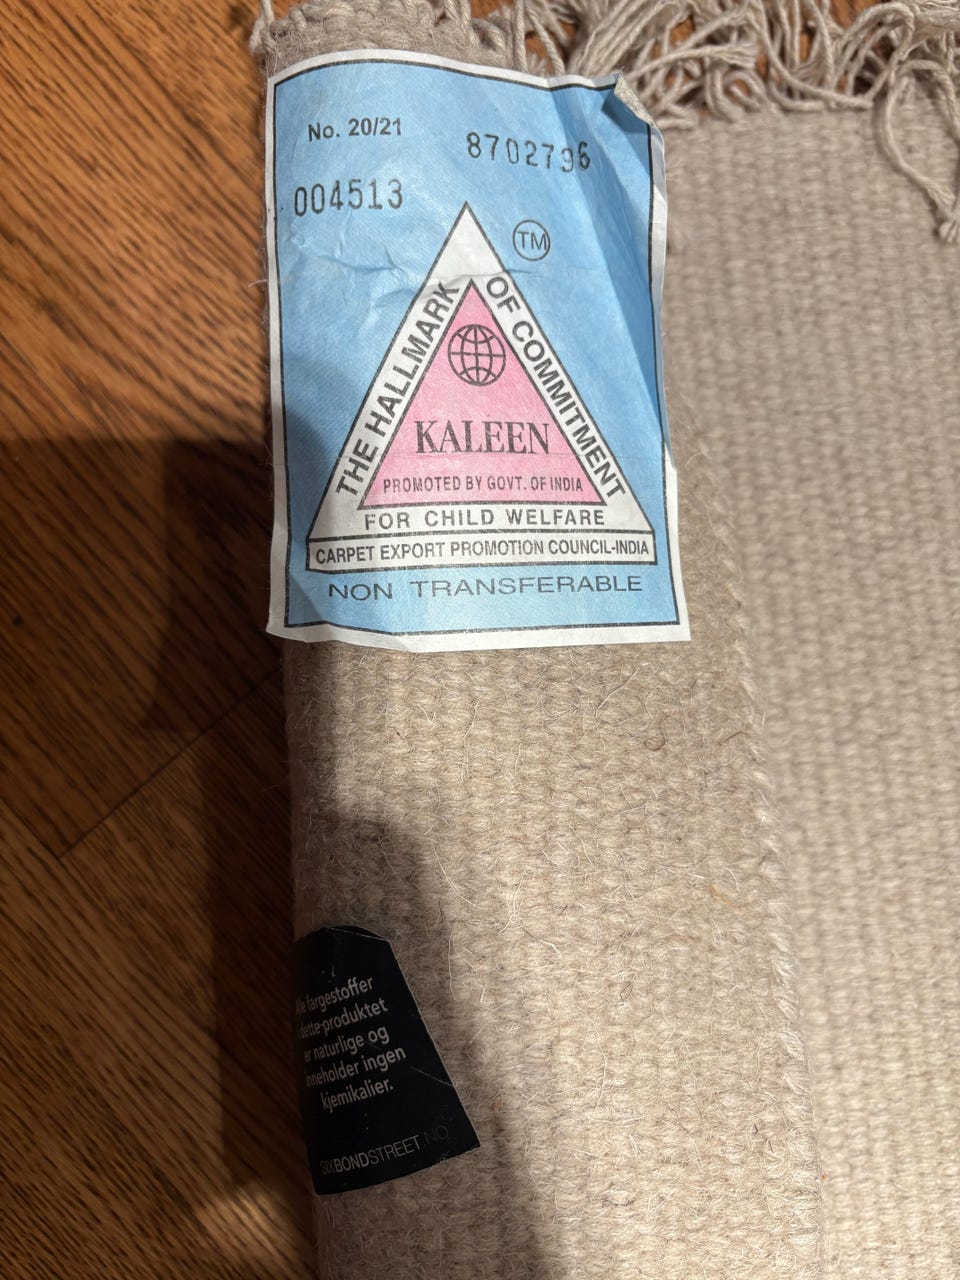 No. 20/21
8702796
004513
TM
THE HALLMARK
OF COMMITMENT
KALEEN
PROMOTED BY GOVT. OF INDIA
FOR CHILD WELFARE
CARPET EXPORT PROMOTION COUNCIL-INDIA
NON TRANSFERABLE
Alle fargestoffer
i dette produktet
er naturlige og
inneholder ingen
kjemikalier.
SIXBONDSTREET.NO